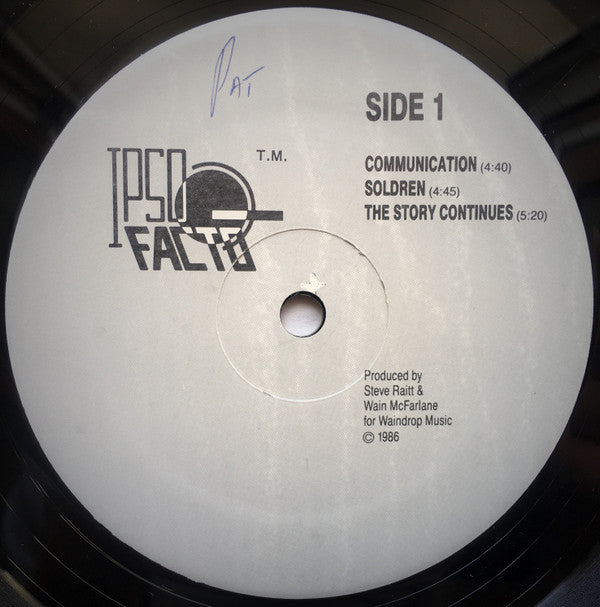 Pat
SIDE 1
IPSO
FACTO
T.M.
COMMUNICATION (4:40)
SOLDREN (4:45)
THE STORY CONTINUES (5:20)
Produced by
Steve Raitt &
Wain McFarlane
for Waindrop Music
© 1986